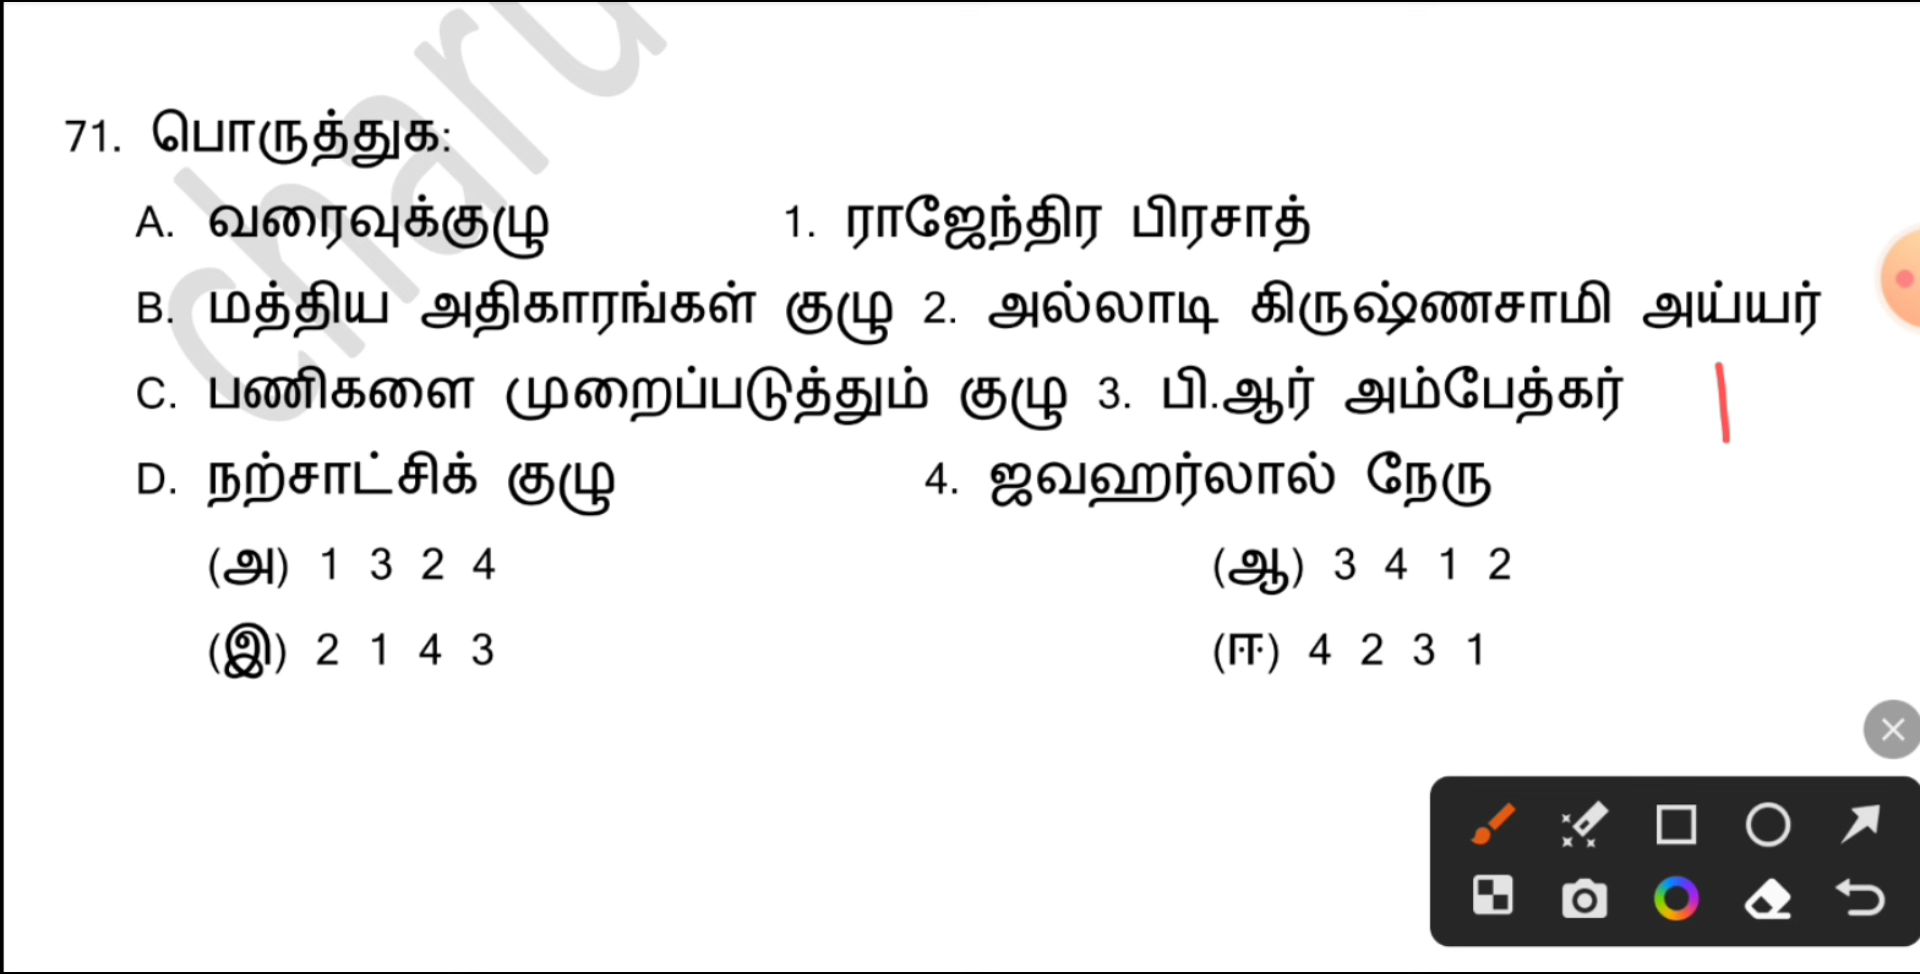 charu
71. பொருத்துக:
A. வரைவுக்குழு 1. ராஜேந்திர பிரசாத்
B. மத்திய அதிகாரங்கள் குழு 2. அல்லாடி கிருஷ்ணசாமி அய்யர்
C. பணிகளை முறைப்படுத்தும் குழு 3. பி.ஆர் அம்பேத்கர்
D. நற்சாட்சிக் குழு 4. ஜவஹர்லால் நேரு
(அ) 1 3 2 4 (ஆ) 3 4 1 2
(இ) 2 1 4 3 (ஈ) 4 2 3 1